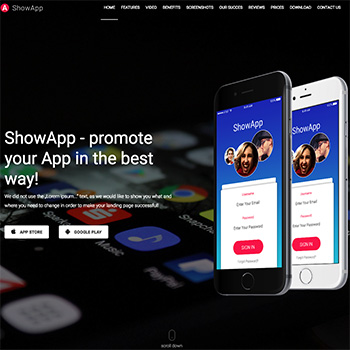 A ShowApp
HOME FEATURES VIDEO BENEFITS SCREENSHOTS OUR SUCCES REVIEWS PRICES DOWNLOAD CONTACT US
ShowApp - promote
your App in the best
way!
We did not use the „Lorem ipsum...” text, as we would like to show you what and
where you need to change in order to make your landing page successful!
APP STORE
GOOGLE PLAY
ShowApp
Username
Enter Your Email
Password
Enter Your Password
SIGN IN
Forgot Password?
ShowApp
Username
Enter Your Email
Password
Enter Your Password
SIGN IN
Forgot Password?
scroll down